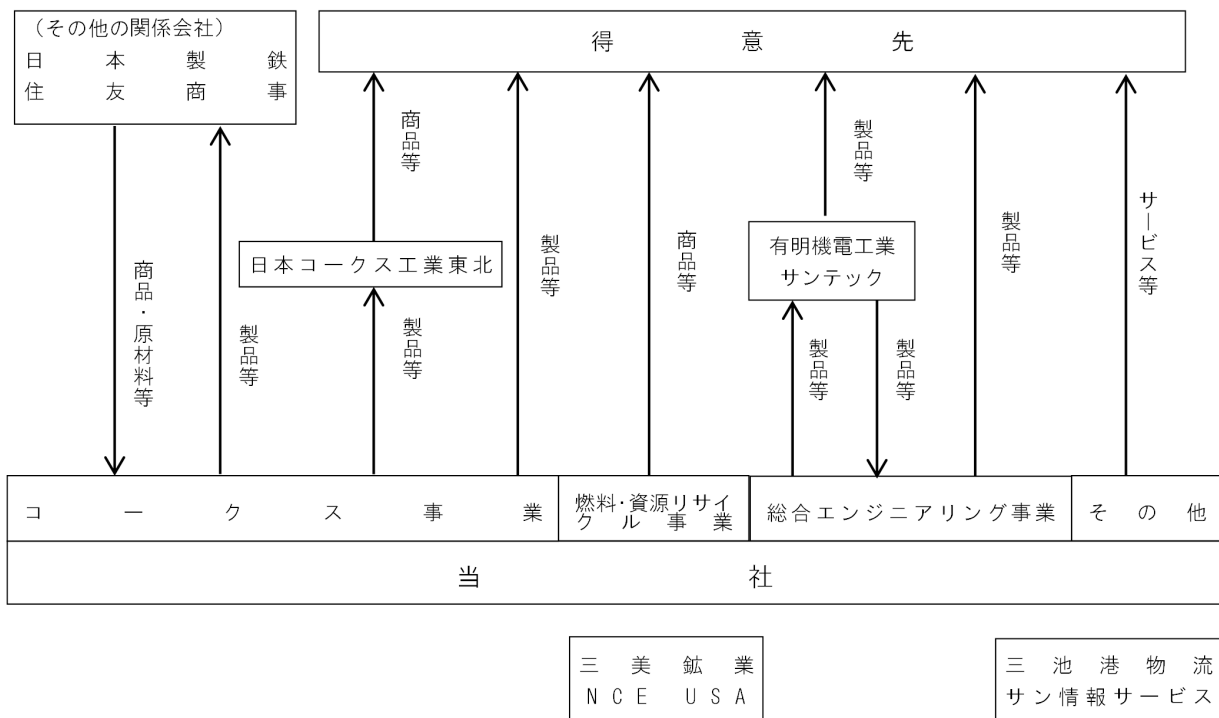 （その他の関係会社）
日本製鉄
住友商事
得意先
商品等
製品等
サービス等
製品等
商品等
製品等
日本コークス工業東北
有明機電工業
サンテック
商品・原材料等
製品等
製品等
製品等
製品等
コークス事業
燃料・資源リサイ
クル事業
総合エンジニアリング事業
その他
当社
三美鉱業
NCE USA
三池港物流
サン情報サービス